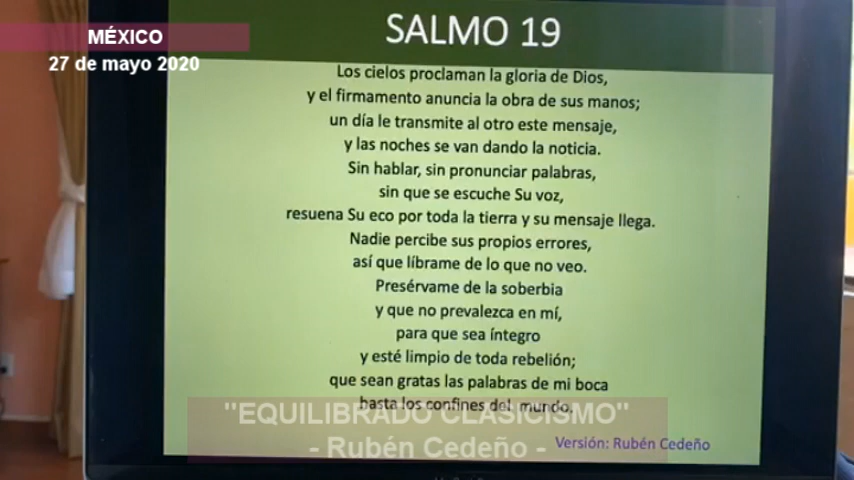 MÉXICO
27 de mayo 2020
SALMO 19
Los cielos proclaman la gloria de Dios,
y el firmamento anuncia la obra de sus manos;
un día le transmite al otro este mensaje,
y las noches se van dando la noticia.
Sin hablar, sin pronunciar palabras,
sin que se escuche Su voz,
resuena Su eco por toda la tierra y su mensaje llega.
Nadie percibe sus propios errores,
así que líbrame de lo que no veo.
Presérvame de la soberbia
y que no prevalezca en mí,
para que sea íntegro
y esté limpio de toda rebelión;
que sean gratas las palabras de mi boca
hasta los confines del mundo.
"EQUILIBRADO CLASICISMO"
- Rubén Cedeño -
Versión: Rubén Cedeño